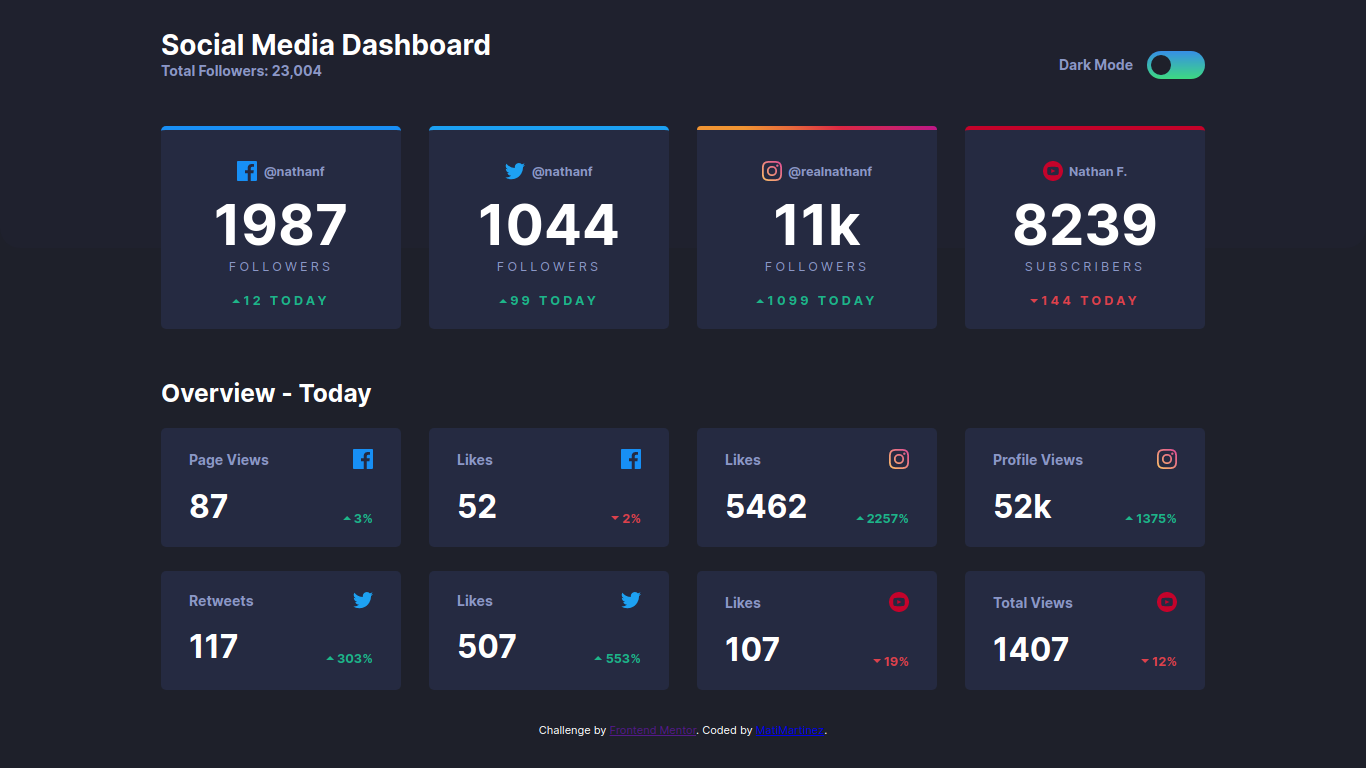 Social Media Dashboard
Total Followers: 23,004
Dark Mode
@nathanf
1987
FOLLOWERS
12 TODAY
@nathanf
1044
FOLLOWERS
99 TODAY
@realnathanf
11k
FOLLOWERS
1099 TODAY
Nathan F.
8239
SUBSCRIBERS
144 TODAY
Overview - Today
Page Views
87
3%
Likes
52
2%
Likes
5462
2257%
Profile Views
52k
1375%
Retweets
117
303%
Likes
507
553%
Likes
107
19%
Total Views
1407
12%
Challenge by Frontend Mentor. Coded by .